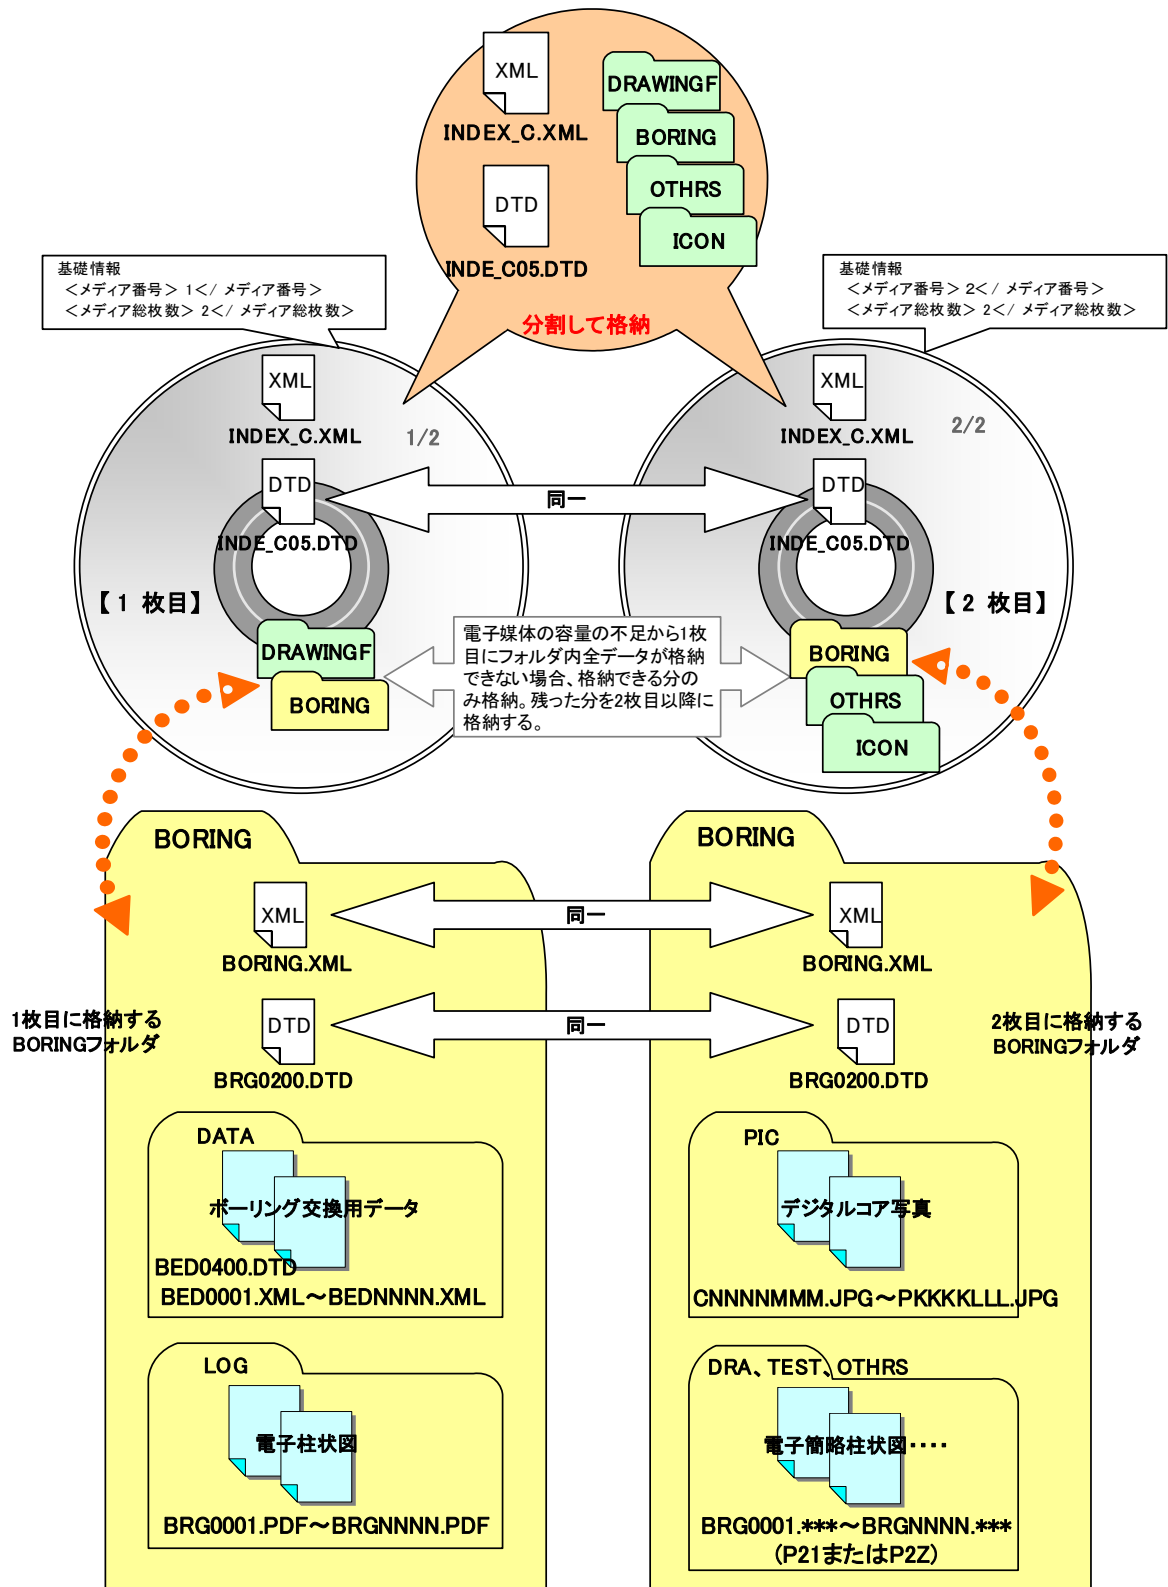 XML
INDEX_C.XML
DTD
INDE_C05.DTD
DRAWINGF
BORING
OTHRS
ICON
分割して格納
基礎情報
<メディア番号> 1</ メディア番号>
<メディア総枚数> 2</ メディア総枚数>
基礎情報
<メディア番号> 2</ メディア番号>
<メディア総枚数> 2</ メディア総枚数>
XML
INDEX_C.XML
1/2
DTD
INDE_C05.DTD
【1 枚目】
DRAWINGF
BORING
同一
XML
INDEX_C.XML
2/2
DTD
INDE_C05.DTD
【2 枚目】
BORING
OTHRS
ICON
電子媒体の容量の不足から1枚
目にフォルダ内全データが格納
できない場合、格納できる分の
み格納。残った分を2枚目以降に
格納する。
BORING
XML
BORING.XML
同一
DTD
BRG0200.DTD
同一
1枚目に格納する
BORINGフォルダ
DATA
ボーリング交換用データ
BED0400.DTD
BED0001.XML～BEDNNNN.XML
LOG
電子柱状図
BRG0001.PDF～BRGNNNN.PDF
BORING
XML
BORING.XML
DTD
BRG0200.DTD
2枚目に格納する
BORINGフォルダ
PIC
デジタルコア写真
CNNNNMMM.JPG～PKKKKLLL.JPG
DRA、TEST、OTHRS
電子簡略柱状図････
BRG0001.***～BRGNNNN.***
(P21またはP2Z)